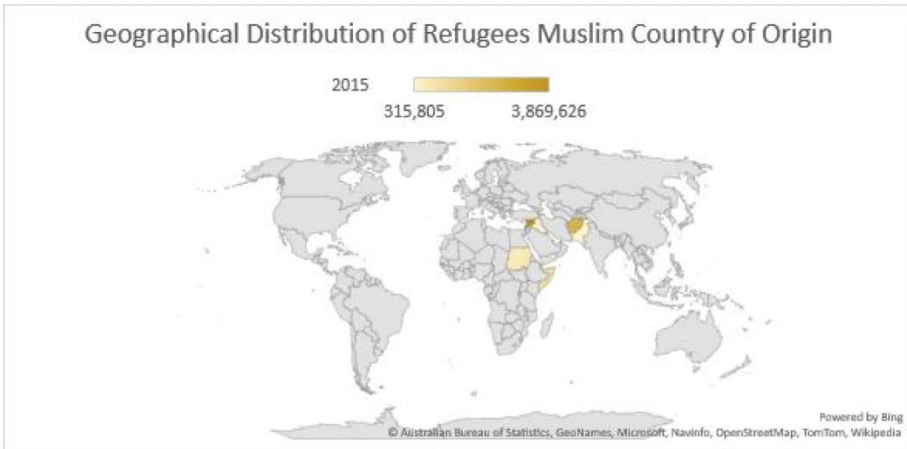 Geographical Distribution of Refugees Muslim Country of Origin
2015
315,805 3,869,626
Powered by Bing
© Australian Bureau of Statistics, GeoNames, Microsoft, Navinfo, OpenStreetMap, TomTom, Wikipedia